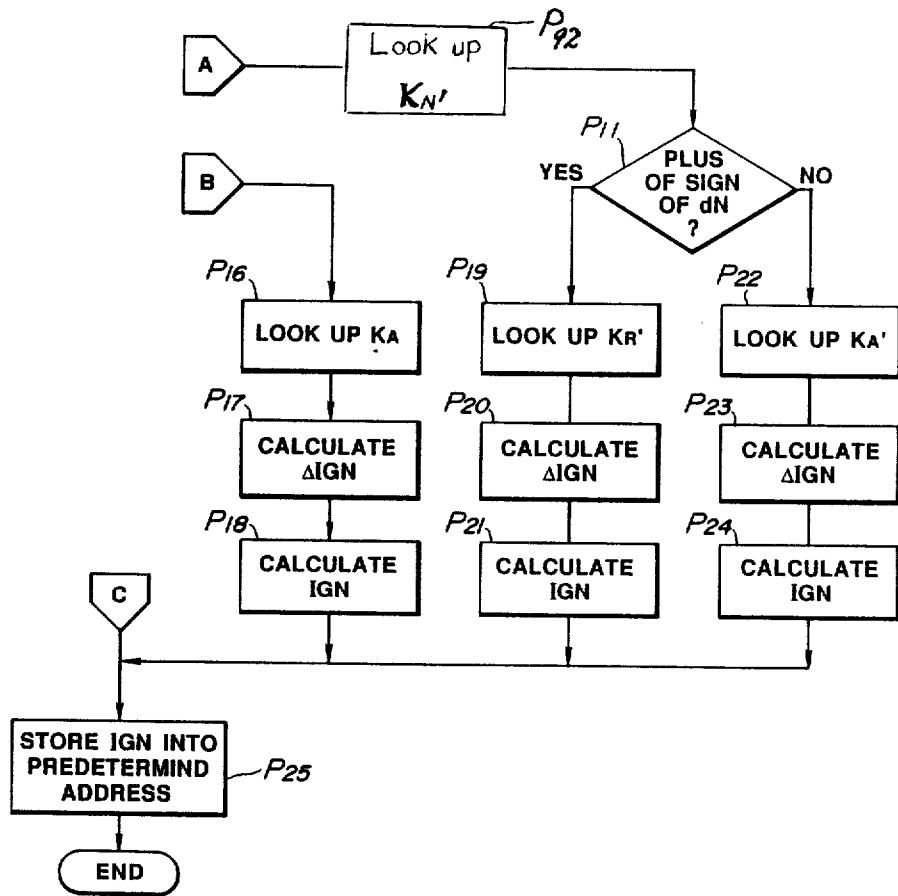 P92
A
Look up
KN'
P11
PLUS
OF SIGN
OF dN
?
YES
NO
B
P16
LOOK UP KA
P19
LOOK UP KR'
P22
LOOK UP KA'
P17
CALCULATE
ΔIGN
P20
CALCULATE
ΔIGN
P23
CALCULATE
ΔIGN
P18
CALCULATE
IGN
P21
CALCULATE
IGN
P24
CALCULATE
IGN
C
STORE IGN INTO
PREDETERMIND
ADDRESS
P25
END